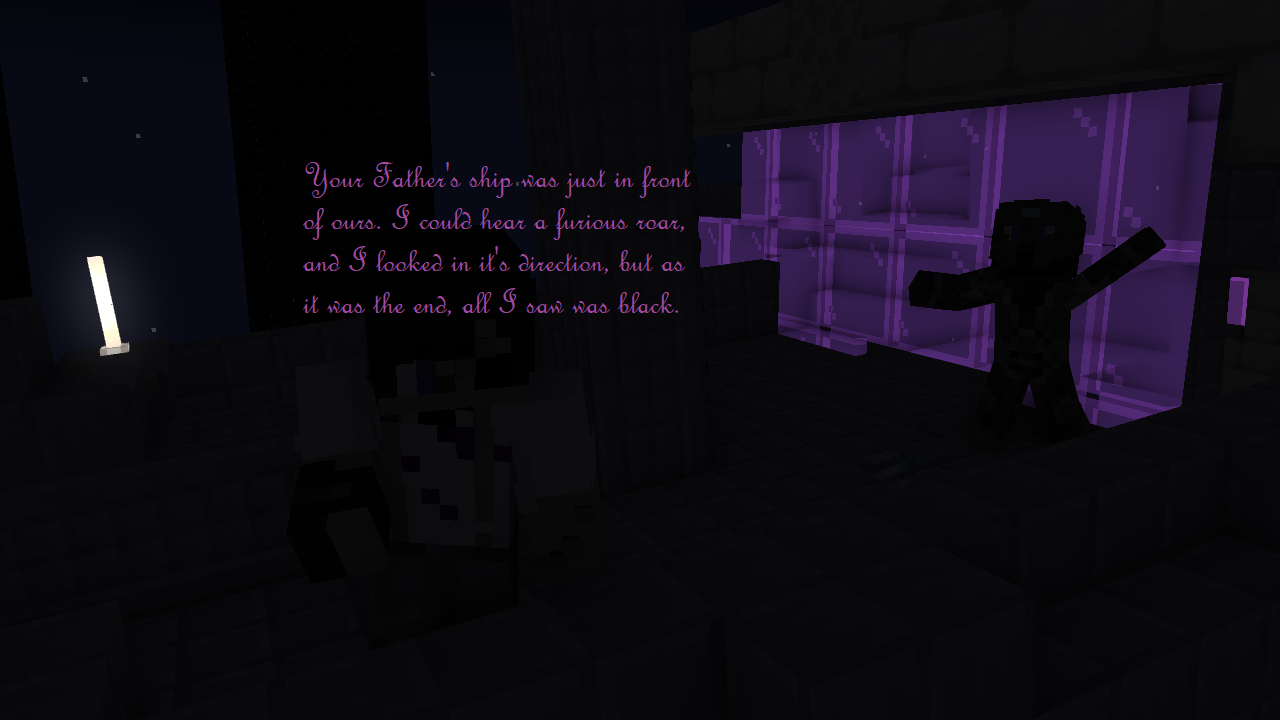 Your Father's ship was just in front
of ours. I could hear a furious roar,
and I looked in it's direction, but as
it was the end, all I saw was black.